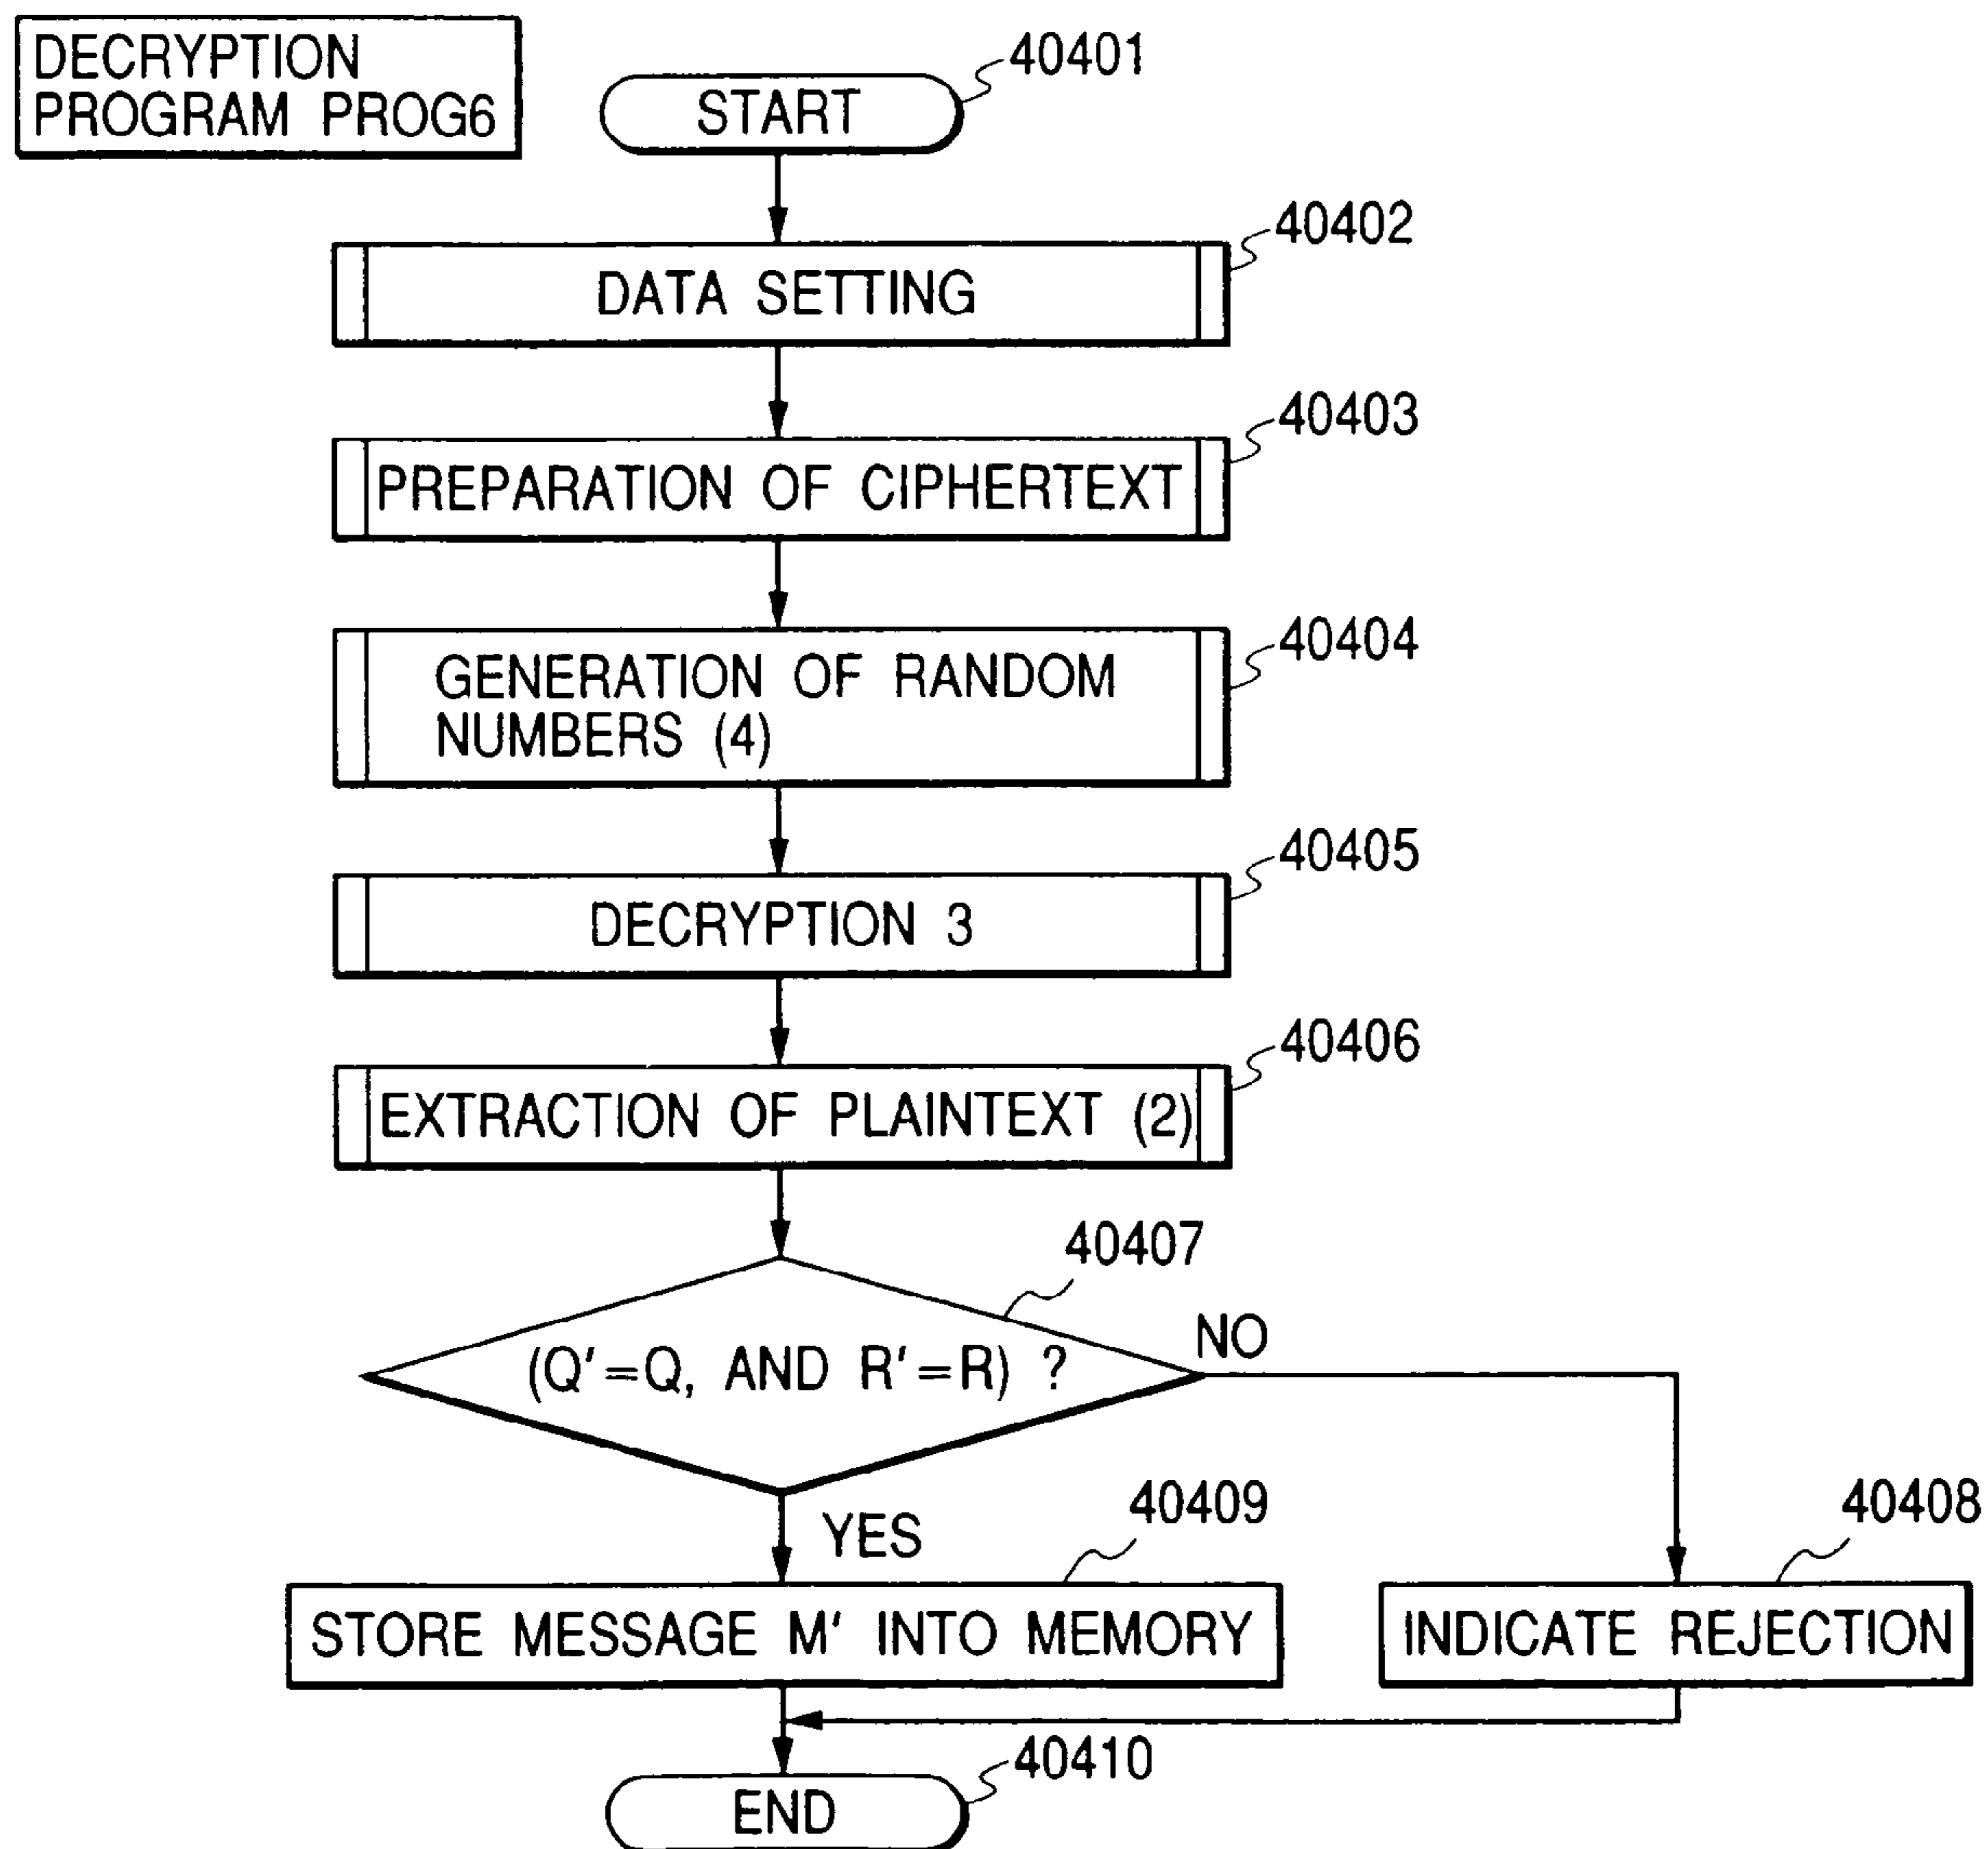 DECRYPTION
PROGRAM PROG6
START
40401
DATA SETTING
40402
PREPARATION OF CIPHERTEXT
40403
GENERATION OF RANDOM
NUMBERS (4)
40404
DECRYPTION 3
40405
EXTRACTION OF PLAINTEXT (2)
40406
40407
(Q'=Q, AND R'=R) ?
NO
YES
40409
40408
STORE MESSAGE M' INTO MEMORY
INDICATE REJECTION
40410
END